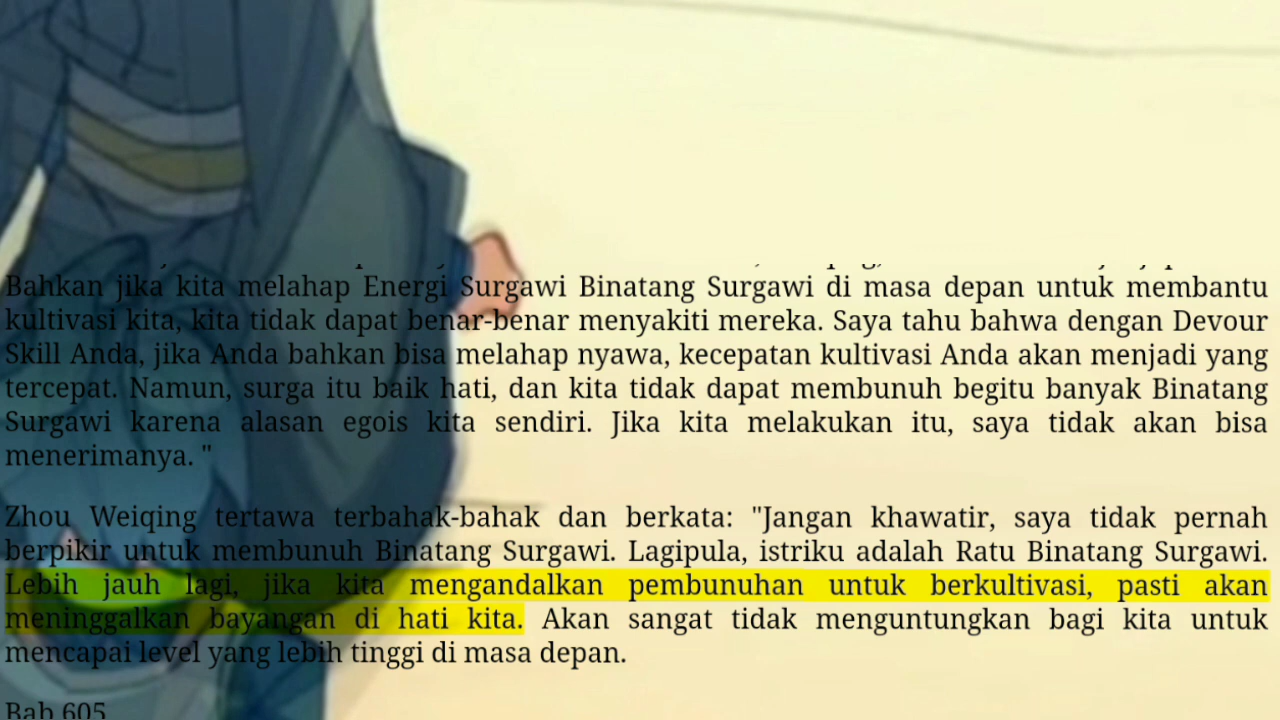 Bahkan jika kita melahap Energi Surgawi Binatang Surgawi di masa depan untuk membantu
kultivasi kita, kita tidak dapat benar-benar menyakiti mereka. Saya tahu bahwa dengan Devour
Skill Anda, jika Anda bahkan bisa melahap nyawa, kecepatan kultivasi Anda akan menjadi yang
tercepat. Namun, surga itu baik hati, dan kita tidak dapat membunuh begitu banyak Binatang
Surgawi karena alasan egois kita sendiri. Jika kita melakukan itu, saya tidak akan bisa
menerimanya. "
Zhou Weiqing tertawa terbahak-bahak dan berkata: "Jangan khawatir, saya tidak pernah
berpikir untuk membunuh Binatang Surgawi. Lagipula, istriku adalah Ratu Binatang Surgawi.
Lebih jauh lagi, jika kita mengandalkan pembunuhan untuk berkultivasi, pasti akan
meninggalkan bayangan di hati kita. Akan sangat tidak menguntungkan bagi kita untuk
mencapai level yang lebih tinggi di masa depan.
Bab 605